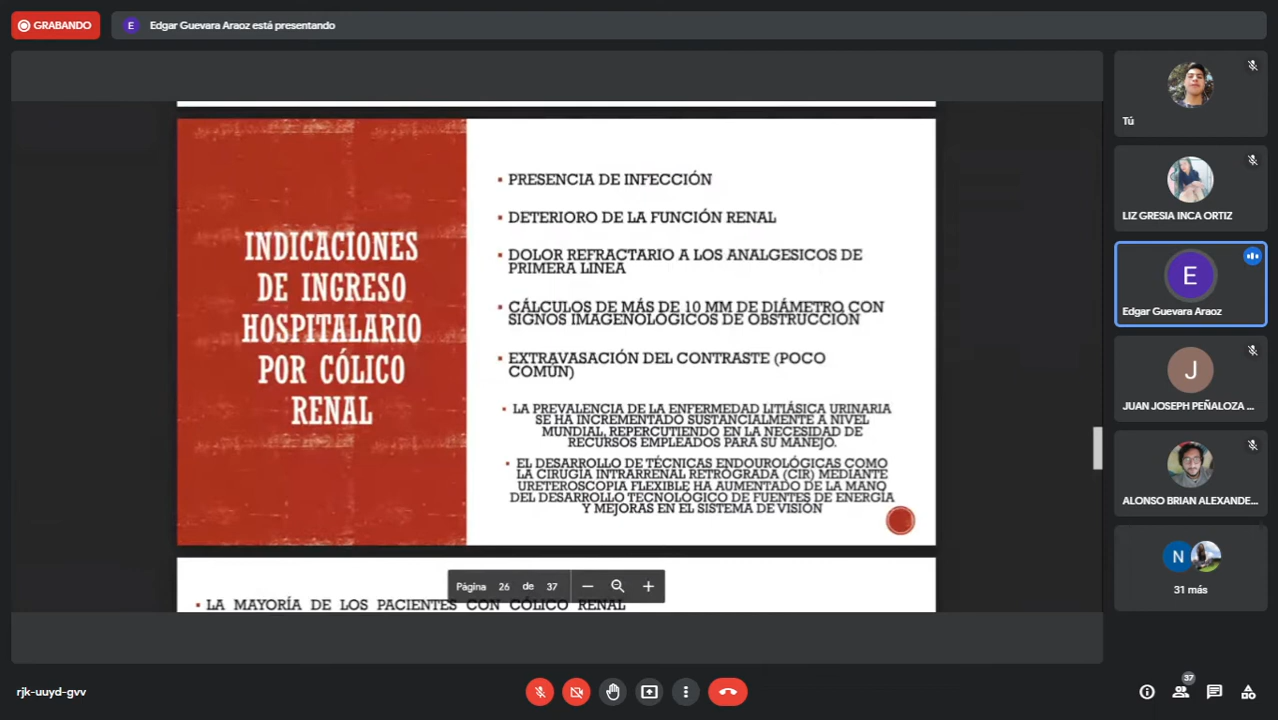 GRABANDO
E
Edgar Guevara Araoz está presentando
INDICACIONES
DE INGRESO
HOSPITALARIO
POR CÓLICO
RENAL
▪ PRESENCIA DE INFECCIÓN
▪ DETERIORO DE LA FUNCIÓN RENAL
▪ DOLOR REFRACTARIO A LOS ANALGESICOS DE
PRIMERA LINEA
▪ CÁLCULOS DE MÁS DE 10 MM DE DIÁMETRO CON
SIGNOS IMAGENOLÓGICOS DE OBSTRUCCIÓN
▪ EXTRAVASACIÓN DEL CONTRASTE (POCO
COMÚN)
▪ LA PREVALENCIA DE LA ENFERMEDAD LITIÁSICA URINARIA
SE HA INCREMENTADO SUSTANCIALMENTE A NIVEL
MUNDIAL, REPERCUTIENDO EN LA NECESIDAD DE
RECURSOS EMPLEADOS PARA SU MANEJO.
▪ EL DESARROLLO DE TÉCNICAS ENDOUROLÓGICAS COMO
LA CIRUGÍA INTRARRENAL RETRÓGRADA (CIR) MEDIANTE
URETEROSCOPIA FLEXIBLE HA AUMENTADO DE LA MANO
DEL DESARROLLO TECNOLÓGICO DE FUENTES DE ENERGÍA
Y MEJORAS EN EL SISTEMA DE VISIÓN
Página 26 de 37
▪ LA MAYORÍA DE LOS PACIENTES CON CÓLICO RENAL
Tú
LIZ GRESIA INCA ORTIZ
E
Edgar Guevara Araoz
J
JUAN JOSEPH PEÑALOZA ...
ALONSO BRIAN ALEXANDE...
N
31 más
rjk-uuyd-gvv
37